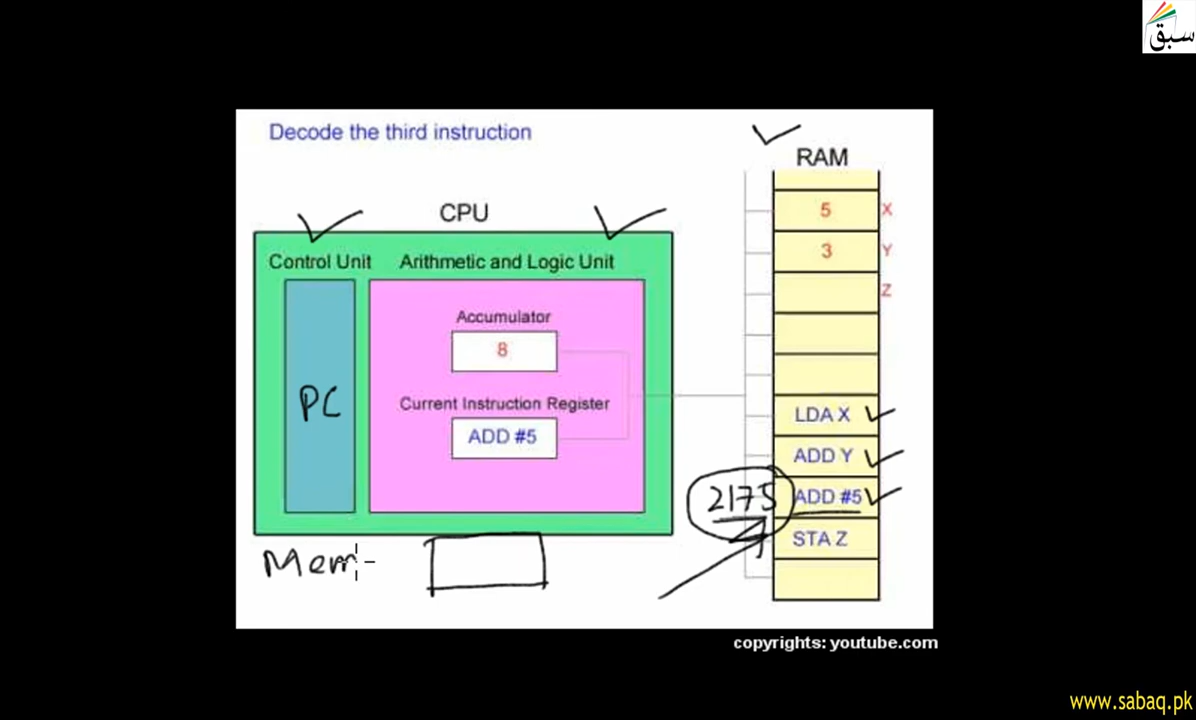 سبق
Decode the third instruction
RAM
CPU
5 X
3 Y
Z
Control Unit
Arithmetic and Logic Unit
Accumulator
8
PC
Current Instruction Register
ADD #5
LDA X
ADD Y
2175 ADD #5
STA Z
Mem
copyrights: youtube.com
www.sabaq.pk